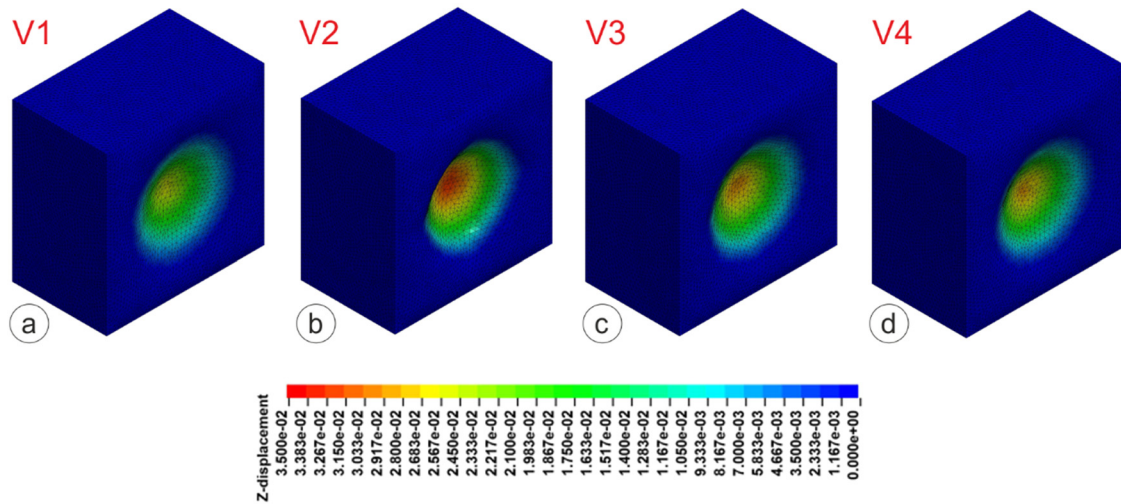 V1
V2
V3
V4
a
b
c
d
Z-displacement
3.500e-02
3.383e-02
3.267e-02
3.150e-02
3.033e-02
2.917e-02
2.800e-02
2.683e-02
2.567e-02
2.450e-02
2.333e-02
2.217e-02
2.100e-02
1.983e-02
1.867e-02
1.750e-02
1.633e-02
1.517e-02
1.400e-02
1.283e-02
1.167e-02
1.050e-02
9.333e-03
8.167e-03
7.000e-03
5.833e-03
4.667e-03
3.500e-03
2.333e-03
1.167e-03
0.000e+00